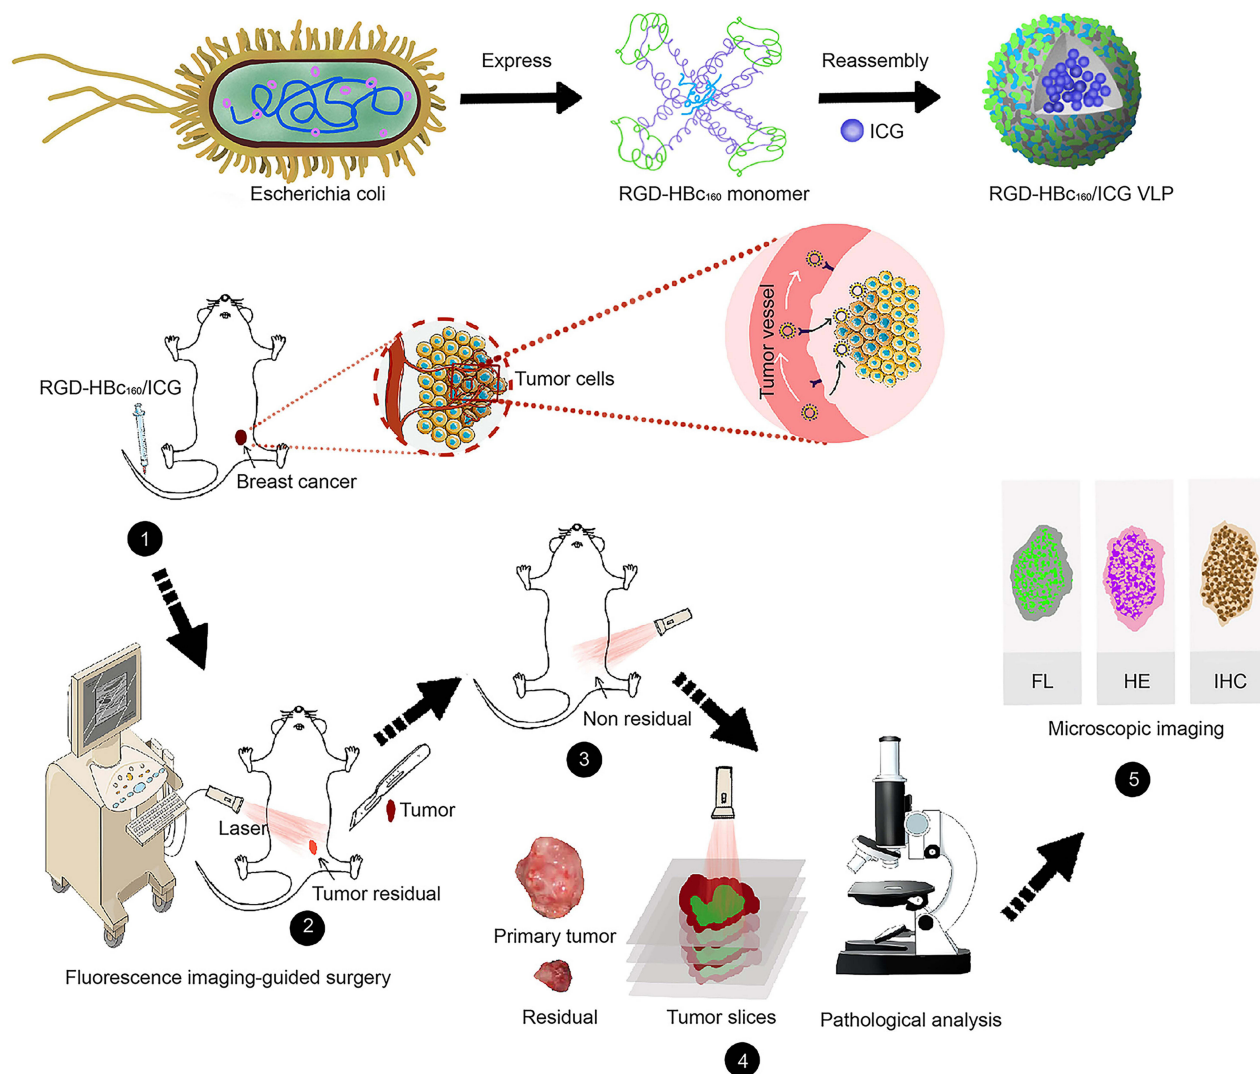 Express
Reassembly
ICG
Escherichia coli
RGD-HBc₁₆₀ monomer
RGD-HBc₁₆₀/ICG VLP
Tumor vessel
RGD-HBc₁₆₀/ICG
Tumor cells
Breast cancer
1
Laser
Tumor
Tumor residual
2
Fluorescence imaging-guided surgery
Non residual
3
Primary tumor
Residual
Tumor slices
4
Pathological analysis
FL
HE
IHC
Microscopic imaging
5